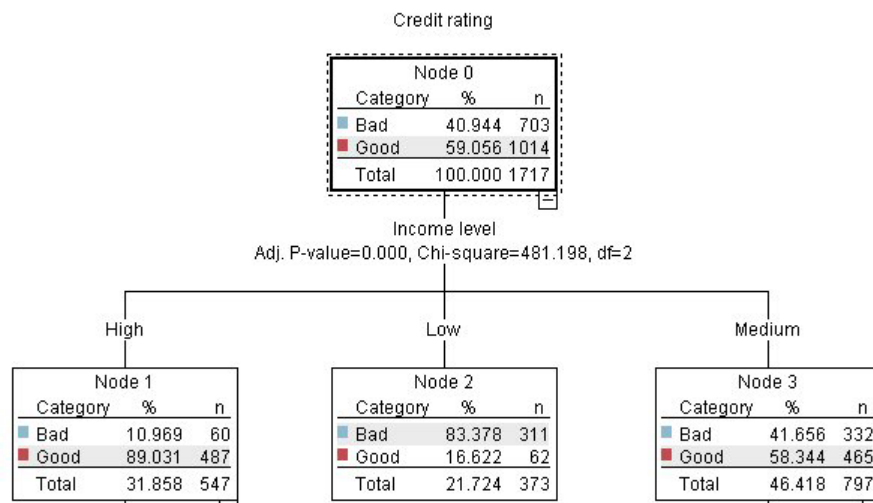 Credit rating
Node 0
Category % n
Bad 40.944 703
Good 59.056 1014
Total 100.000 1717
Income level
Adj. P-value=0.000, Chi-square=481.198, df=2
High Low Medium
Node 1
Category % n
Bad 10.969 60
Good 89.031 487
Total 31.858 547
Node 2
Category % n
Bad 83.378 311
Good 16.622 62
Total 21.724 373
Node 3
Category % n
Bad 41.656 332
Good 58.344 465
Total 46.418 797